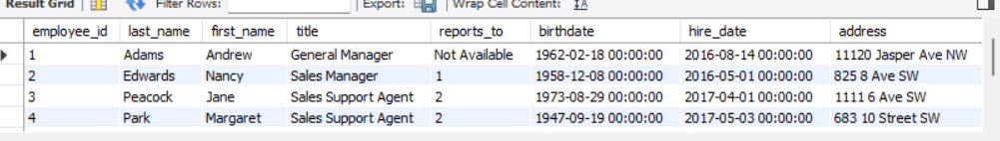 Result Grid Filter Rows: Export: Wrap Cell Content: IA
employee_id last_name first_name title reports_to birthdate hire_date address
1 Adams Andrew General Manager Not Available 1962-02-18 00:00:00 2016-08-14 00:00:00 11120 Jasper Ave NW
2 Edwards Nancy Sales Manager 1 1958-12-08 00:00:00 2016-05-01 00:00:00 825 8 Ave SW
3 Peacock Jane Sales Support Agent 2 1973-08-29 00:00:00 2017-04-01 00:00:00 1111 6 Ave SW
4 Park Margaret Sales Support Agent 2 1947-09-19 00:00:00 2017-05-03 00:00:00 683 10 Street SW